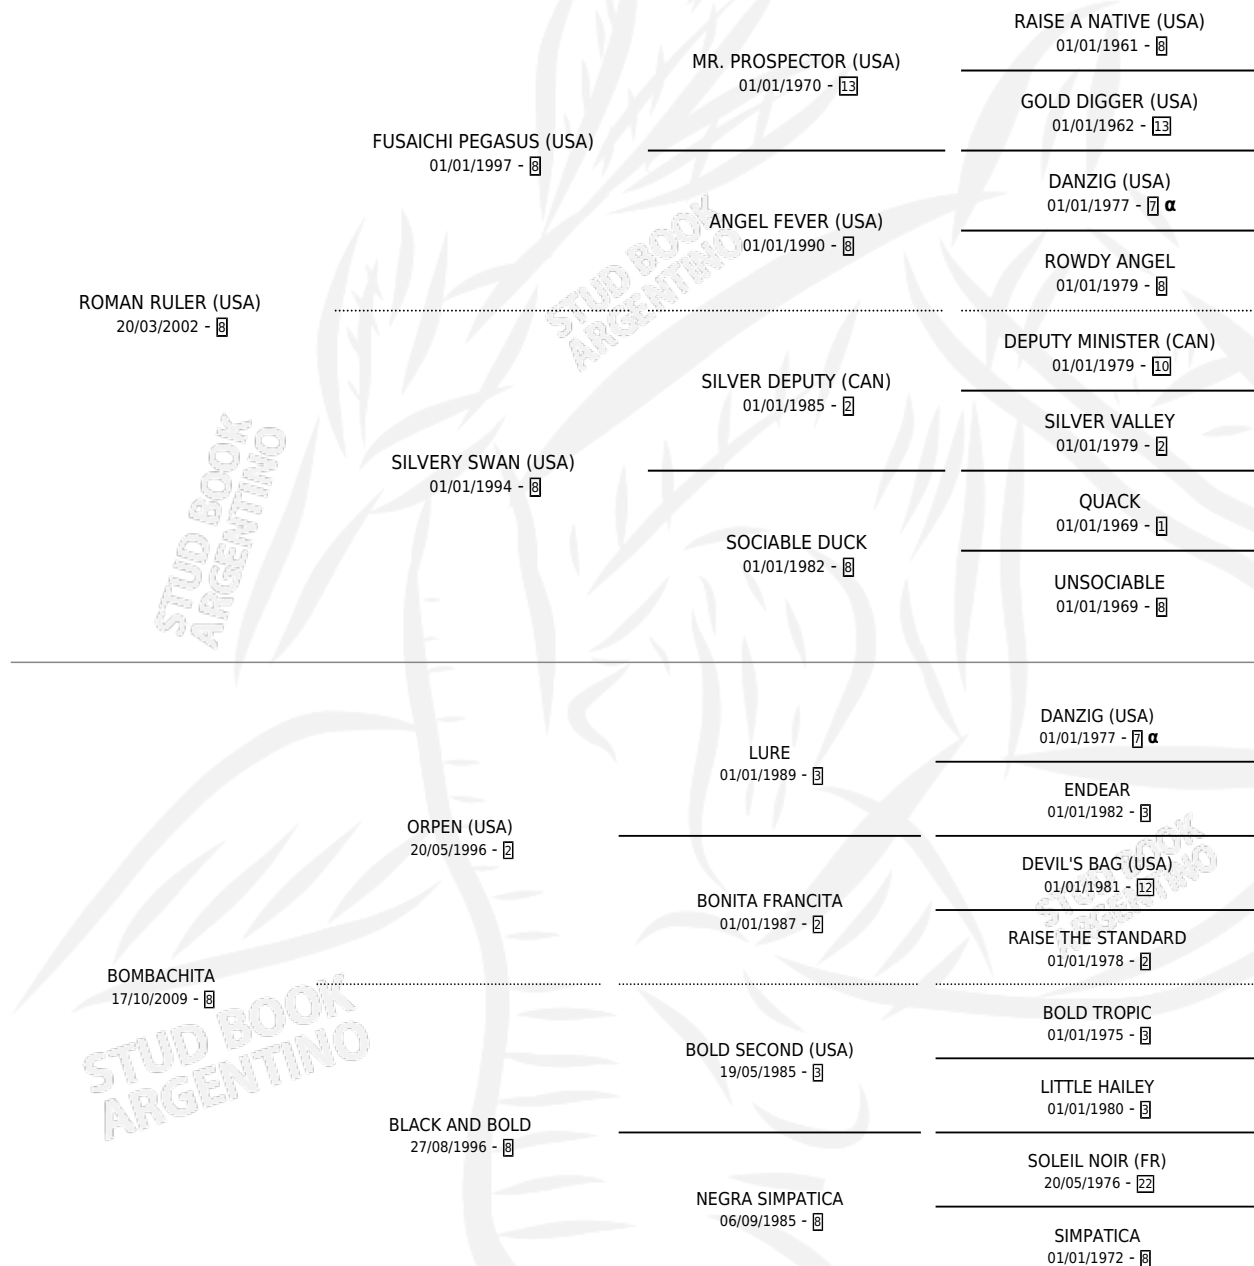 RAISE A NATIVE (USA)
01/01/1961 - 8
MR. PROSPECTOR (USA)
01/01/1970 - 13
GOLD DIGGER (USA)
01/01/1962 - 13
FUSAICHI PEGASUS (USA)
01/01/1997 - 8
DANZIG (USA)
01/01/1977 - 7 α
ANGEL FEVER (USA)
01/01/1990 - 8
ROWDY ANGEL
01/01/1979 - 8
ROMAN RULER (USA)
20/03/2002 - 8
DEPUTY MINISTER (CAN)
01/01/1979 - 10
SILVER DEPUTY (CAN)
01/01/1985 - 2
SILVER VALLEY
01/01/1979 - 2
SILVERY SWAN (USA)
01/01/1994 - 8
QUACK
01/01/1969 - 1
SOCIABLE DUCK
01/01/1982 - 8
UNSOCIABLE
01/01/1969 - 8
DANZIG (USA)
01/01/1977 - 7 α
LURE
01/01/1989 - 3
ENDEAR
01/01/1982 - 3
ORPEN (USA)
20/05/1996 - 2
DEVIL'S BAG (USA)
01/01/1981 - 12
BONITA FRANCITA
01/01/1987 - 2
RAISE THE STANDARD
01/01/1978 - 2
BOMBACHITA
17/10/2009 - 8
BOLD TROPIC
01/01/1975 - 3
BOLD SECOND (USA)
19/05/1985 - 3
LITTLE HAILEY
01/01/1980 - 3
BLACK AND BOLD
27/08/1996 - 8
SOLEIL NOIR (FR)
20/05/1976 - 22
NEGRA SIMPATICA
06/09/1985 - 8
SIMPATICA
01/01/1972 - 8
STUD BOOK
ARGENTINO
STUD BOOK
ARGENTINO
STUD BOOK
ARGENTINO
STUD BOOK
ARGENTINO